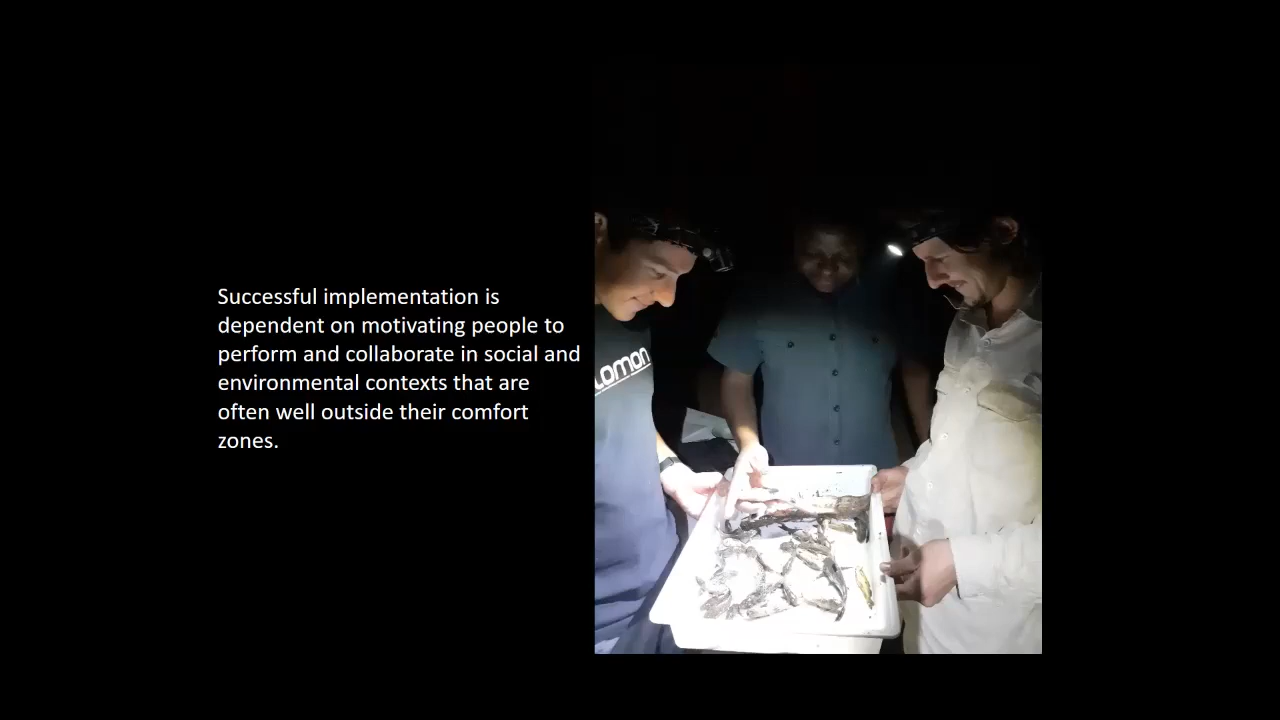 Successful implementation is
dependent on motivating people to
perform and collaborate in social and
environmental contexts that are
often well outside their comfort
zones.
lomon